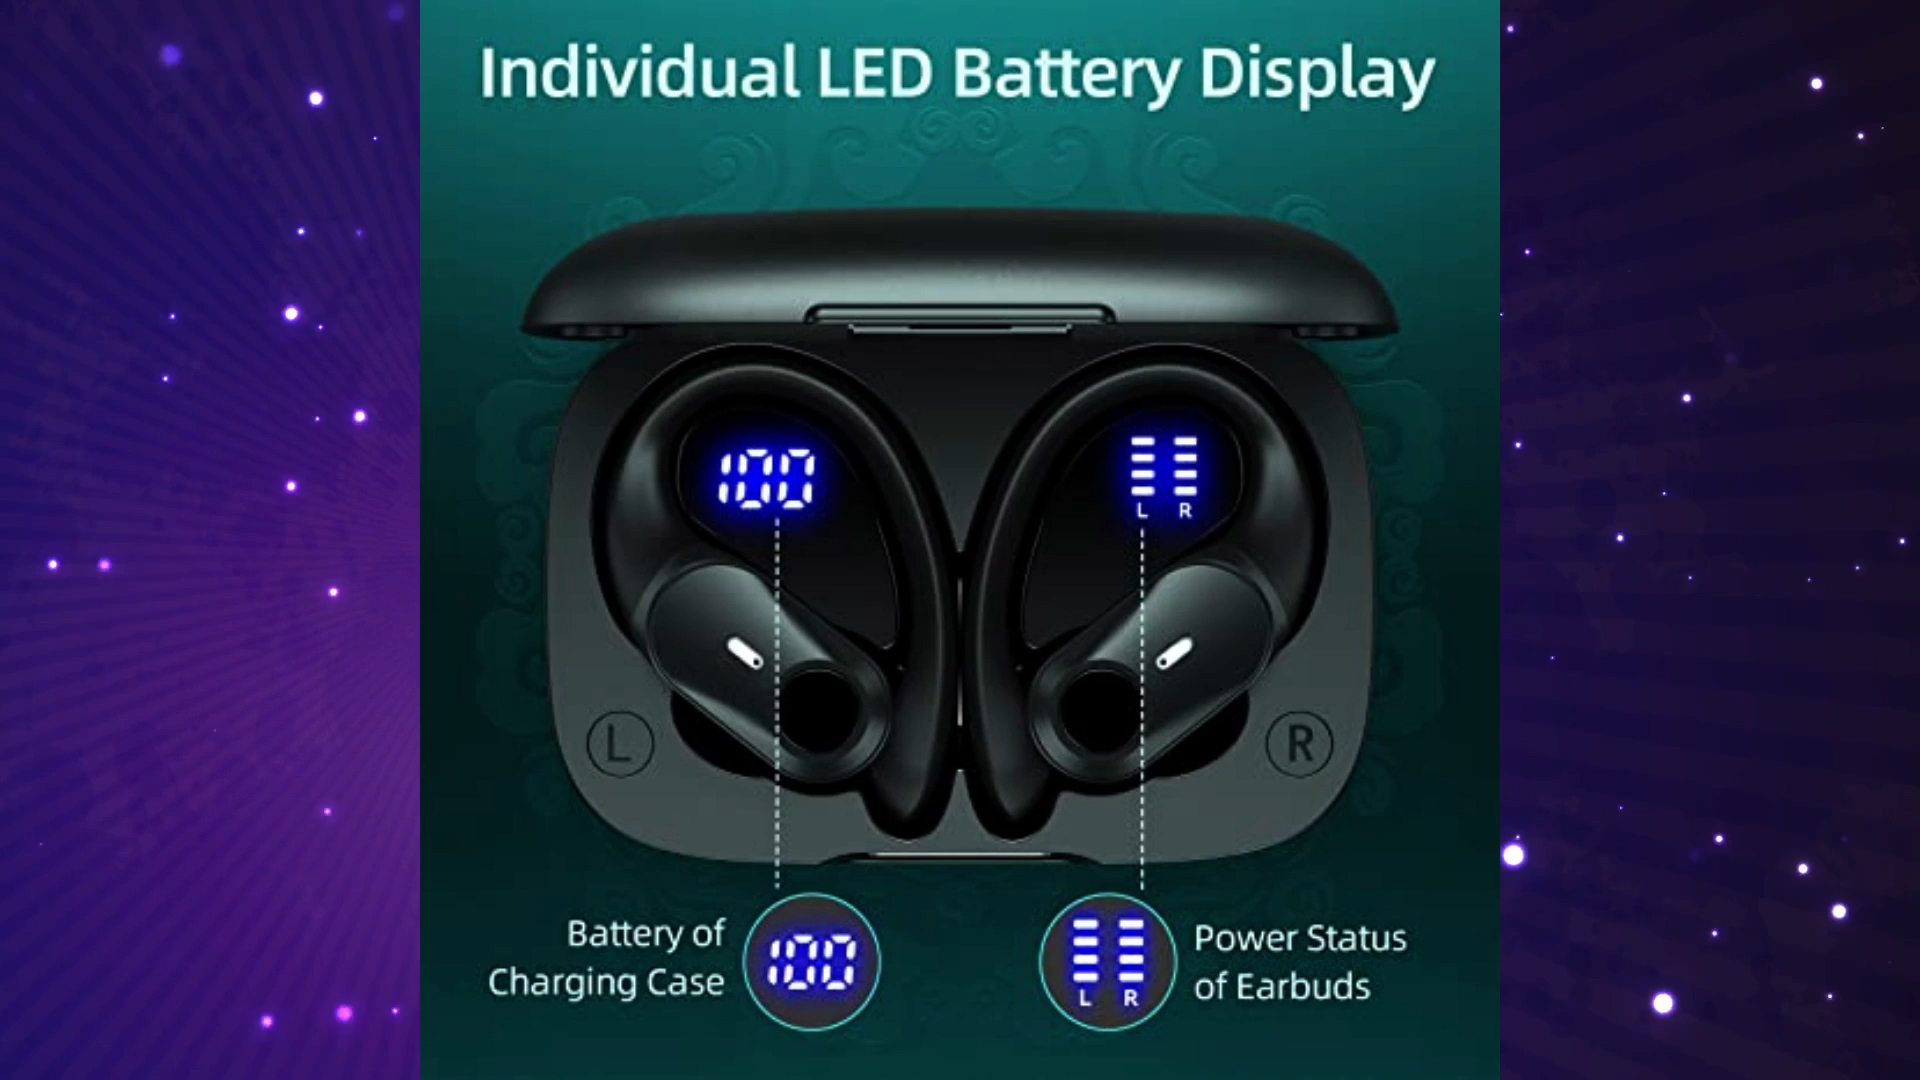 Individual LED Battery Display
100
L R
L
R
Battery of
Charging Case
100
L R
Power Status
of Earbuds